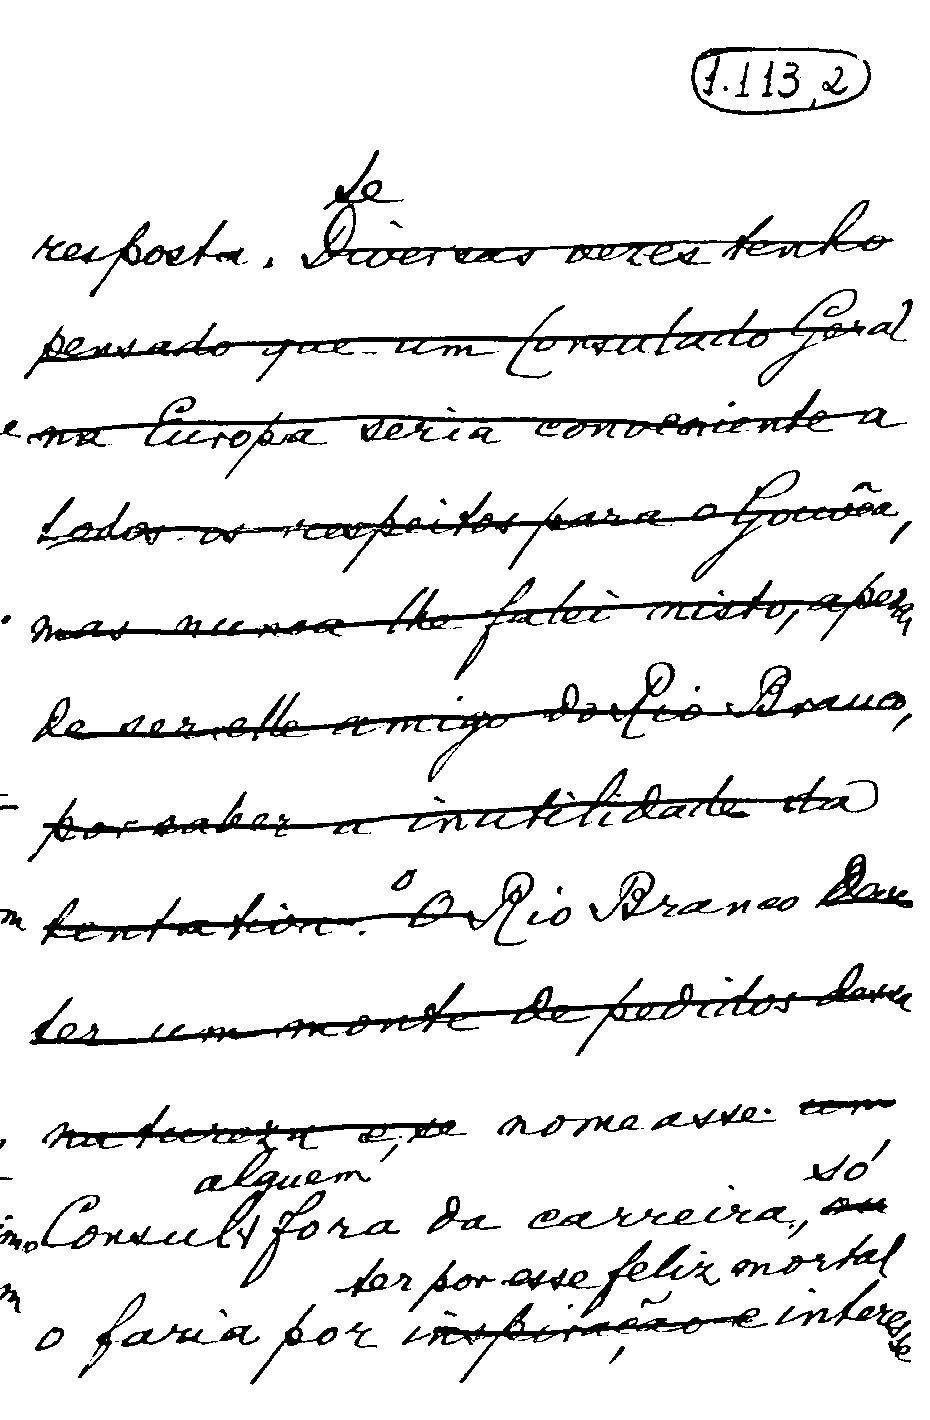 1.113,2
se
resposta. Diversas vezes tenho
pensado que um Consulado Geral
na Europa seria conveniente a
todos os respeitos para o Gouvêa,
mas nunca lhe falei nisto, apezar
de ser elle amigo do Rio Branco,
por saber a inutilidade da
tentativa. O Rio Branco deve
o
ter um monte de pedidos dessa
natureza e, se nomeasse um
alguem só
Consul fora da carreira, ou
ter por esse feliz mortal
o faria por inspiração e interesse